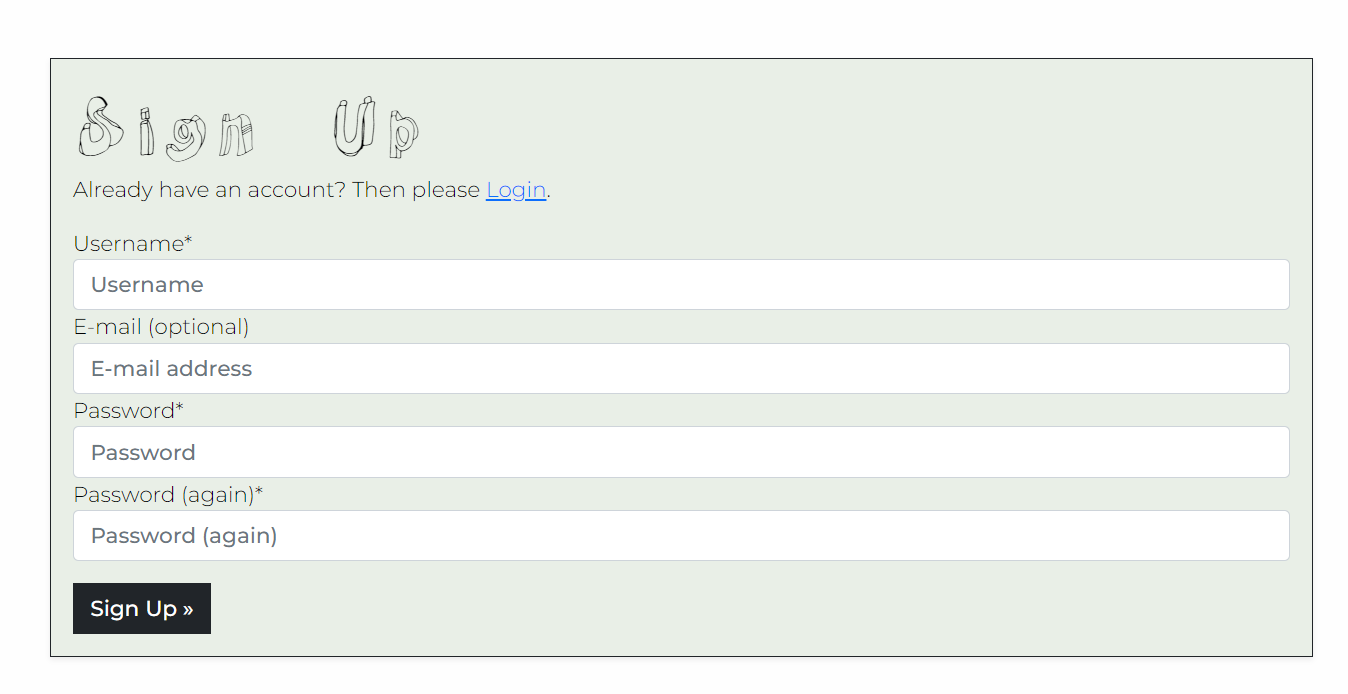 Sign Up
Already have an account? Then please Login.
Username*
Username
E-mail (optional)
E-mail address
Password*
Password
Password (again)*
Password (again)
Sign Up »